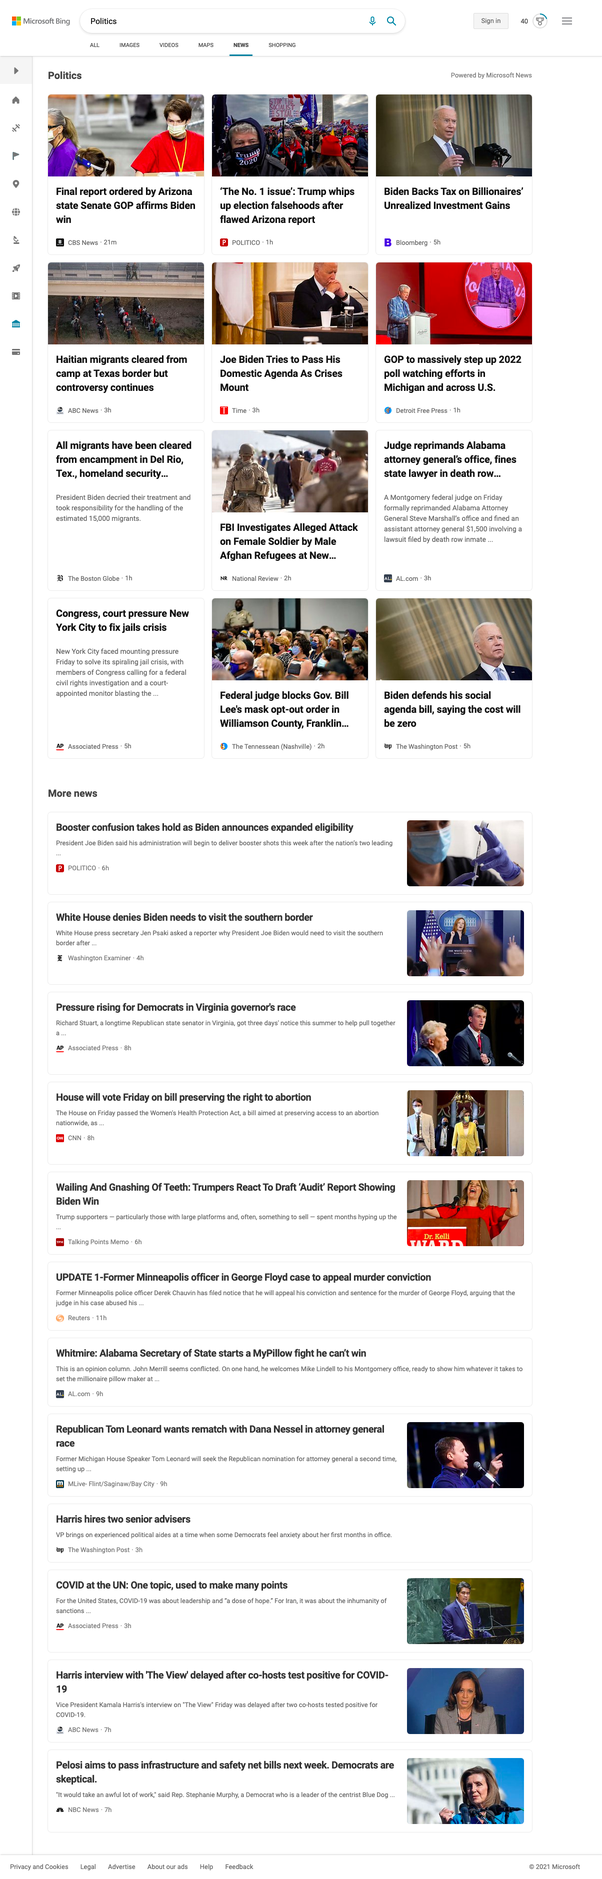 Microsoft Bing
Politics
Sign in
40
ALL IMAGES VIDEOS MAPS NEWS SHOPPING
Politics
Powered by Microsoft News
Final report ordered by Arizona
state Senate GOP affirms Biden
win
CBS News · 21m
TRUMP
2020
'The No. 1 issue': Trump whips
up election falsehoods after
flawed Arizona report
POLITICO · 1h
Biden Backs Tax on Billionaires'
Unrealized Investment Gains
Bloomberg · 5h
Haitian migrants cleared from
camp at Texas border but
controversy continues
ABC News · 3h
Joe Biden Tries to Pass His
Domestic Agenda As Crises
Mount
Time · 3h
GOP to massively step up 2022
poll watching efforts in
Michigan and across U.S.
Detroit Free Press · 1h
All migrants have been cleared
from encampment in Del Rio,
Tex., homeland security...
President Biden decried their treatment and
took responsibility for the handling of the
estimated 15,000 migrants.
The Boston Globe · 1h
FBI Investigates Alleged Attack
on Female Soldier by Male
Afghan Refugees at New...
National Review · 2h
Judge reprimands Alabama
attorney general's office, fines
state lawyer in death row...
A Montgomery federal judge on Friday
formally reprimanded Alabama Attorney
General Steve Marshall's office and fined an
assistant attorney general $1,500 involving a
lawsuit filed by death row inmate ...
AL.com · 3h
Congress, court pressure New
York City to fix jails crisis
New York City faced mounting pressure
Friday to solve its spiraling jail crisis, with
members of Congress calling for a federal
civil rights investigation and a court-
appointed monitor blasting the ...
Associated Press · 5h
Federal judge blocks Gov. Bill
Lee's mask opt-out order in
Williamson County, Franklin...
The Tennessean (Nashville) · 2h
Biden defends his social
agenda bill, saying the cost will
be zero
The Washington Post · 5h
More news
Booster confusion takes hold as Biden announces expanded eligibility
President Joe Biden said his administration will begin to deliver booster shots this week after the nation's two leading
...
POLITICO · 6h
White House denies Biden needs to visit the southern border
White House press secretary Jen Psaki asked a reporter why President Joe Biden would need to visit the southern
border after ...
Washington Examiner · 4h
Pressure rising for Democrats in Virginia governor's race
Richard Stuart, a longtime Republican state senator in Virginia, got three days' notice this summer to help pull together
a ...
Associated Press · 8h
House will vote Friday on bill preserving the right to abortion
The House on Friday passed the Women's Health Protection Act, a bill aimed at preserving access to an abortion
nationwide, as ...
CNN · 8h
Wailing And Gnashing Of Teeth: Trumpers React To Draft 'Audit' Report Showing
Biden Win
Trump supporters — particularly those with large platforms and, often, something to sell — spent months hyping up the
...
Talking Points Memo · 6h
Dr. Kelli
WARD
UPDATE 1-Former Minneapolis officer in George Floyd case to appeal murder conviction
Former Minneapolis police officer Derek Chauvin has filed notice that he will appeal his conviction and sentence for the murder of George Floyd, arguing that the
judge in his case abused his ...
Reuters · 11h
Whitmire: Alabama Secretary of State starts a MyPillow fight he can't win
This is an opinion column. John Merrill seems conflicted. On one hand, he welcomes Mike Lindell to his Montgomery office, ready to show him whatever it takes to
set the millionaire pillow maker at ...
AL.com · 9h
Republican Tom Leonard wants rematch with Dana Nessel in attorney general
race
Former Michigan House Speaker Tom Leonard will seek the Republican nomination for attorney general a second time,
setting up ...
MLive- Flint/Saginaw/Bay City · 9h
Harris hires two senior advisers
VP brings on experienced political aides at a time when some Democrats feel anxiety about her first months in office.
The Washington Post · 3h
COVID at the UN: One topic, used to make many points
For the United States, COVID-19 was about leadership and "a dose of hope." For Iran, it was about the inhumanity of
sanctions ...
Associated Press · 3h
Harris interview with 'The View' delayed after co-hosts test positive for COVID-
19
Vice President Kamala Harris's interview on "The View" Friday was delayed after two co-hosts tested positive for
COVID-19.
ABC News · 7h
Pelosi aims to pass infrastructure and safety net bills next week. Democrats are
skeptical.
"It would take an awful lot of work," said Rep. Stephanie Murphy, a Democrat who is a leader of the centrist Blue Dog ...
NBC News · 7h
Privacy and Cookies Legal Advertise About our ads Help Feedback
© 2021 Microsoft